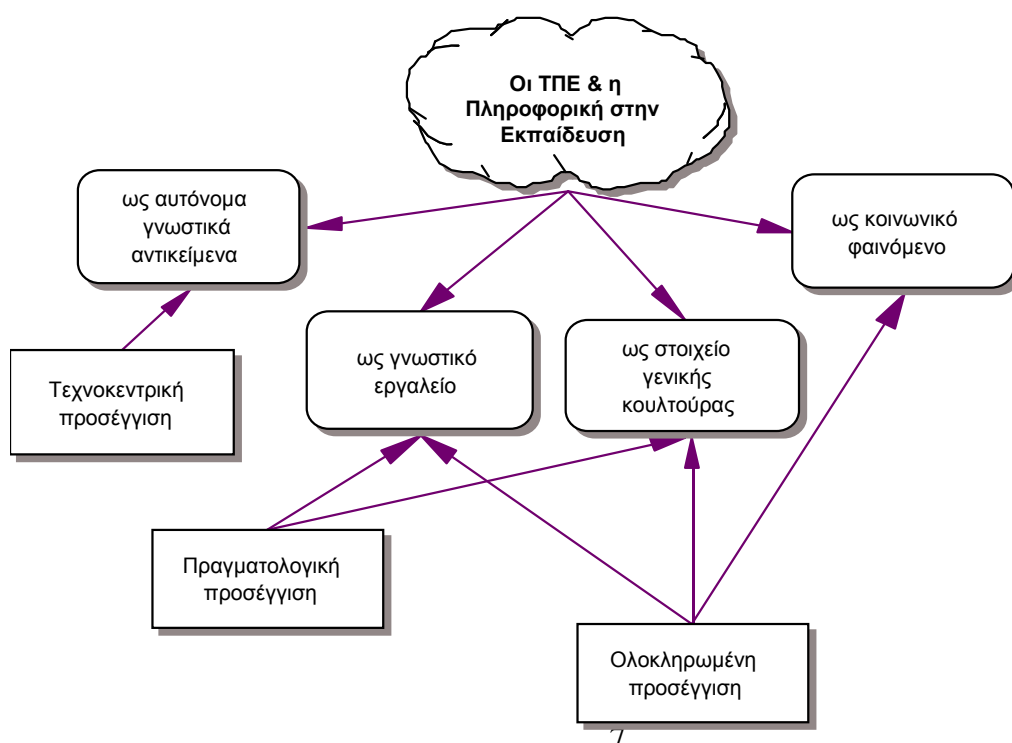 Οι ΤΠΕ & η
Πληροφορική στην
Εκπαίδευση
ως αυτόνομα
γνωστικά
αντικείμενα
ως κοινωνικό
φαινόμενο
ως γνωστικό
εργαλείο
ως στοιχείο
γενικής
κουλτούρας
Τεχνοκεντρική
προσέγγιση
Πραγματολογική
προσέγγιση
Ολοκληρωμένη
προσέγγιση
7